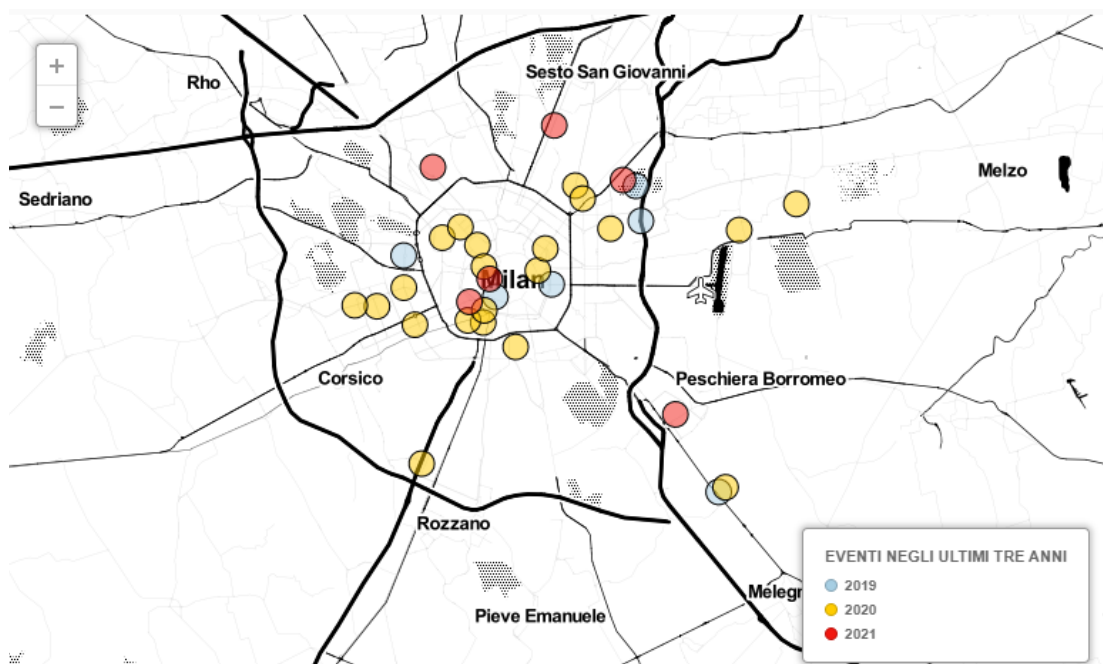 +
Rho
Sesto San Giovanni
−
Sedriano
Melzo
Milan
Corsico
Peschiera Borromeo
Rozzano
Pieve Emanuele
Melegr
EVENTI NEGLI ULTIMI TRE ANNI
2019
2020
2021